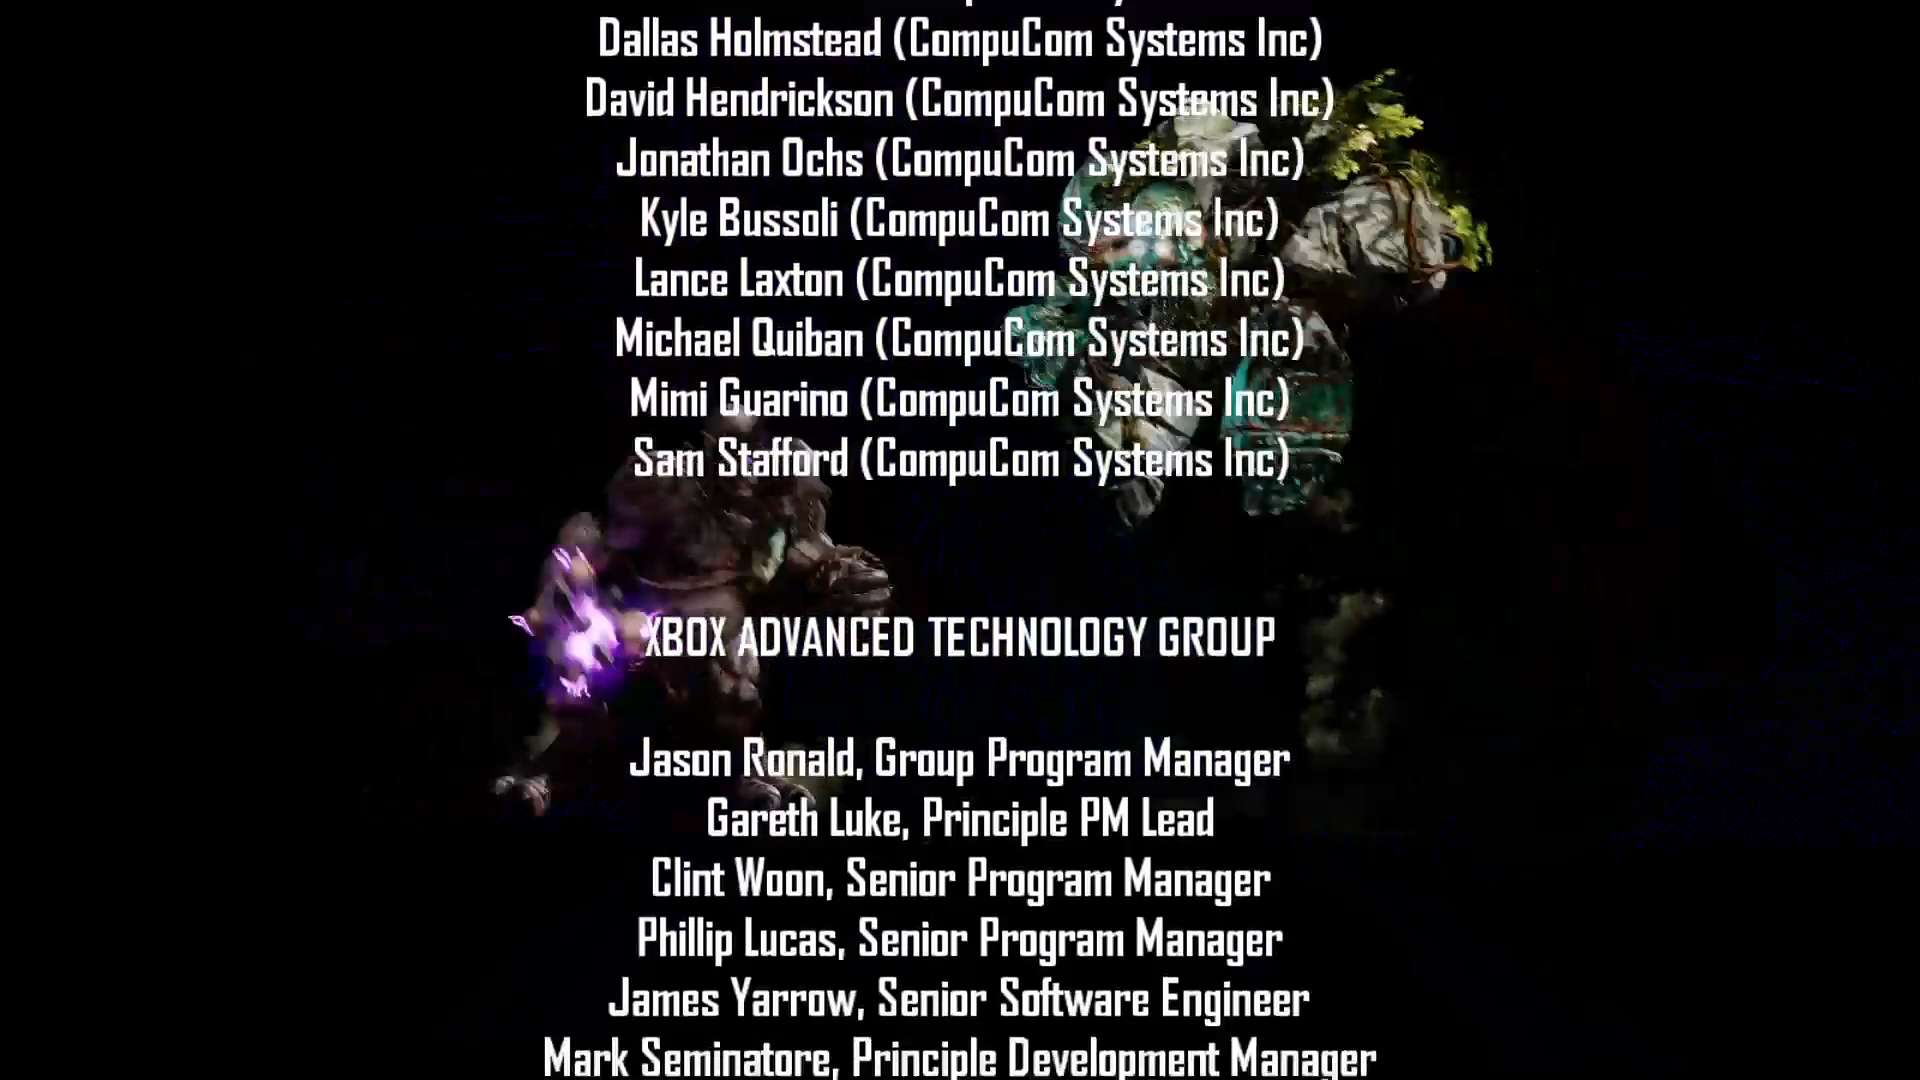 Dallas Holmstead (CompuCom Systems Inc)
David Hendrickson (CompuCom Systems Inc)
Jonathan Ochs (CompuCom Systems Inc)
Kyle Bussoli (CompuCom Systems Inc)
Lance Laxton (CompuCom Systems Inc)
Michael Quiban (CompuCom Systems Inc)
Mimi Guarino (CompuCom Systems Inc)
Sam Stafford (CompuCom Systems Inc)
XBOX ADVANCED TECHNOLOGY GROUP
Jason Ronald, Group Program Manager
Gareth Luke, Principle PM Lead
Clint Woon, Senior Program Manager
Phillip Lucas, Senior Program Manager
James Yarrow, Senior Software Engineer
Mark Seminatore, Principle Development Manager